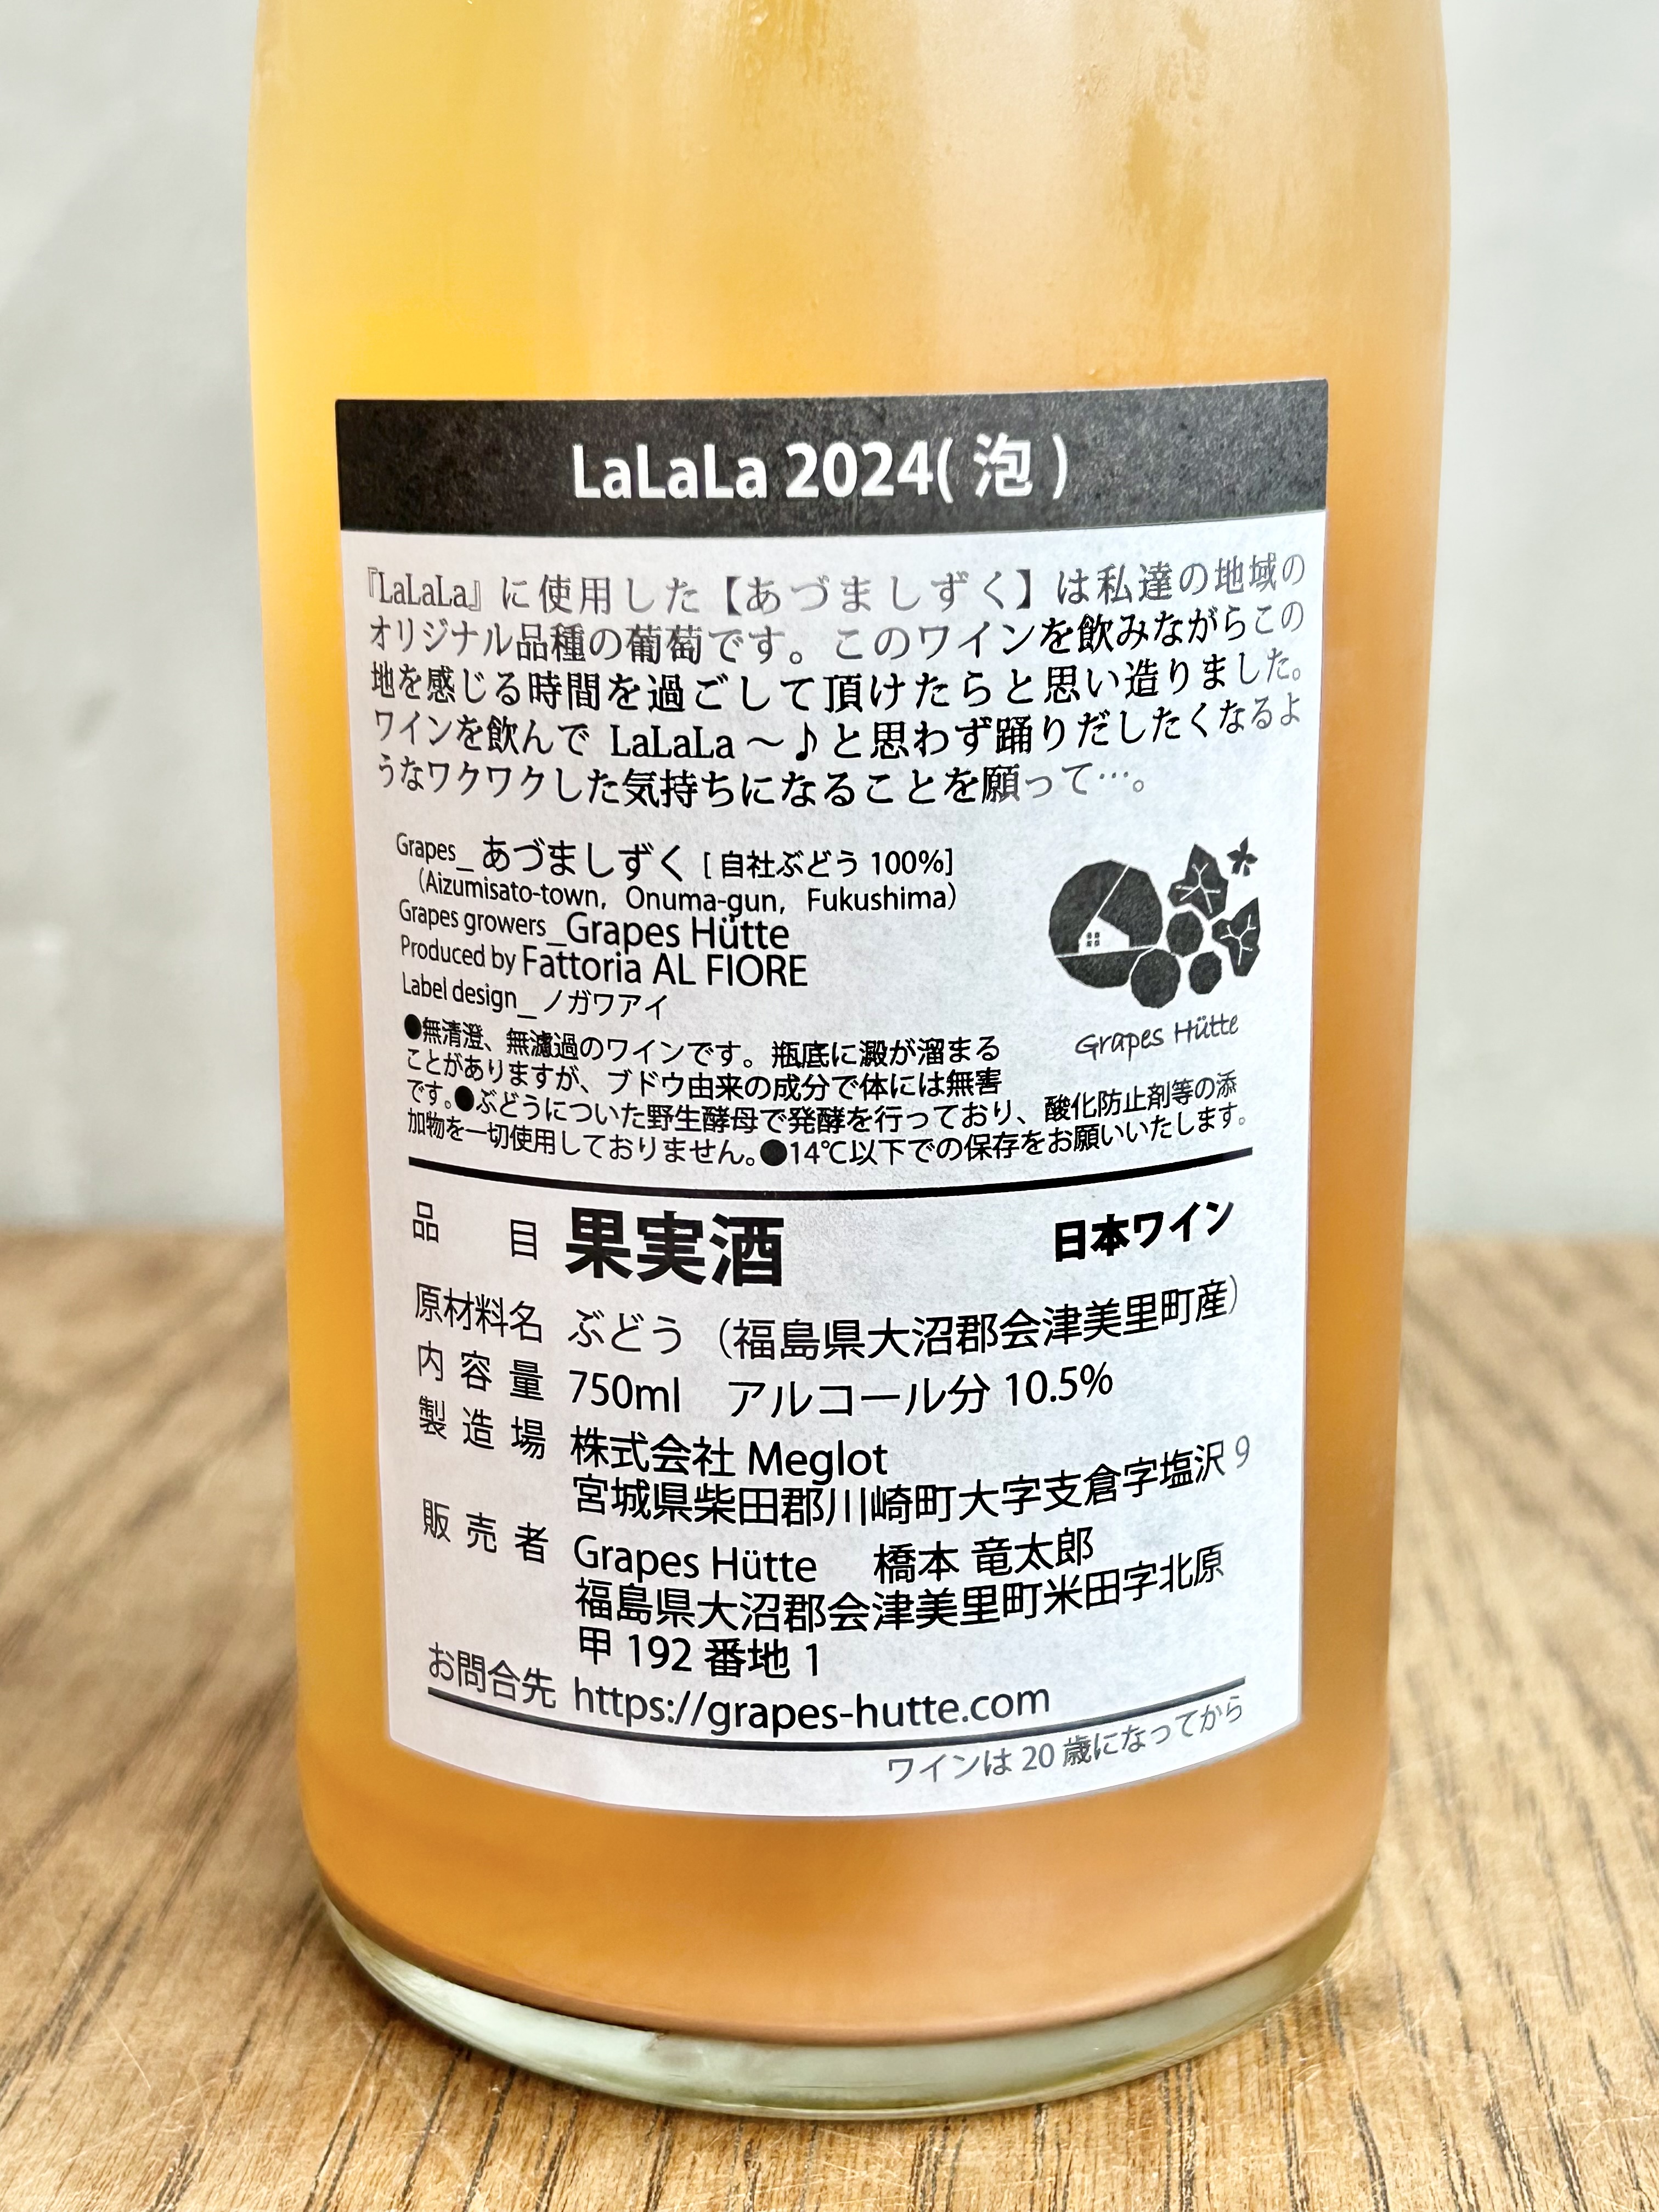 LaLaLa 2024( 泡 )
『LaLaLa』に使用した【あづましずく】は私達の地域の
オリジナル品種の葡萄です。このワインを飲みながらこの
地を感じる時間を過ごして頂けたらと思い造りました。
ワインを飲んで LaLaLa ～♪と思わず踊りだしたくなるよ
うなワクワクした気持ちになることを願って…。
Grapes_ あづましずく [ 自社ぶどう 100%]
（Aizumisato-town, Onuma-gun, Fukushima）
Grapes growers_Grapes Hütte
Produced by Fattoria AL FIORE
Label design_ ノガワアイ
Grapes Hütte
●無清澄、無濾過のワインです。瓶底に澱が溜まる
ことがありますが、ブドウ由来の成分で体には無害
です。●ぶどうについた野生酵母で発酵を行っており、酸化防止剤等の添
加物を一切使用しておりません。●14℃以下での保存をお願いいたします。
品目 果実酒 日本ワイン
原材料名 ぶどう（福島県大沼郡会津美里町産）
内容量 750ml アルコール分 10.5%
製造場 株式会社 Meglot
宮城県柴田郡川崎町大字支倉字塩沢 9
販売者 Grapes Hütte 橋本 竜太郎
福島県大沼郡会津美里町米田字北原
甲 192 番地 1
お問合先 https://grapes-hutte.com
ワインは 20 歳になってから